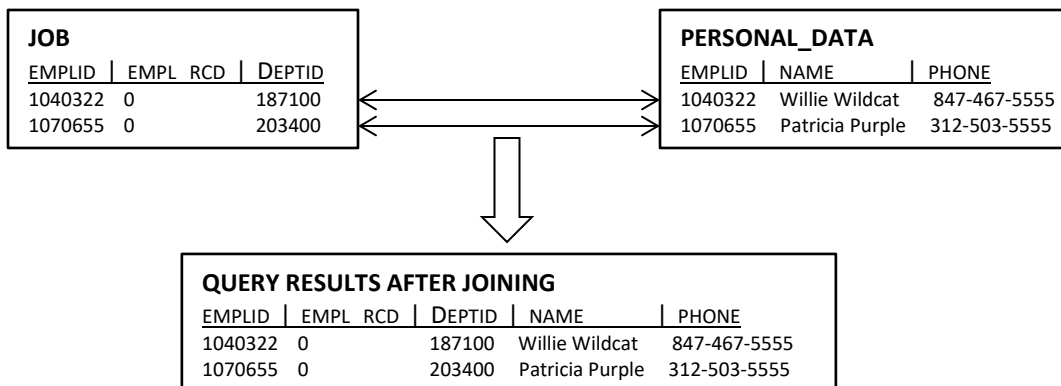 JOB
EMPLID | EMPL RCD | DEPTID
1040322 0 187100
1070655 0 203400
PERSONAL_DATA
EMPLID | NAME | PHONE
1040322 Willie Wildcat 847-467-5555
1070655 Patricia Purple 312-503-5555
QUERY RESULTS AFTER JOINING
EMPLID | EMPL RCD | DEPTID | NAME | PHONE
1040322 0 187100 Willie Wildcat 847-467-5555
1070655 0 203400 Patricia Purple 312-503-5555